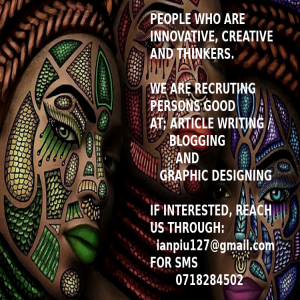 PEOPLE WHO ARE
INNOVATIVE, CREATIVE
AND THINKERS.
WE ARE RECRUTING
PERSONS GOOD
AT; ARTICLE WRITING
BLOGGING
AND
GRAPHIC DESIGNING
IF INTERESTED, REACH
US THROUGH:
ianpiu127@gmail.com
FOR SMS
0718284502